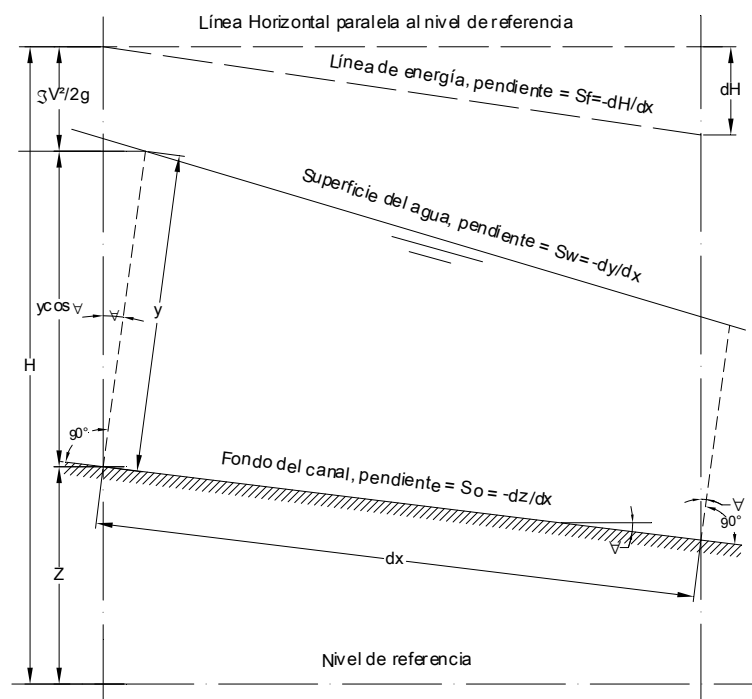 Línea Horizontal paralela al nivel de referencia
Línea de energía, pendiente = Sf=-dH/dx
dH
ℑV²/2g
Superficie del agua, pendiente = Sw=-dy/dx
ycos∀
∀
y
H
90°
Fondo del canal, pendiente = So = -dz/dx
∀
90°
∀
dx
Z
Nivel de referencia